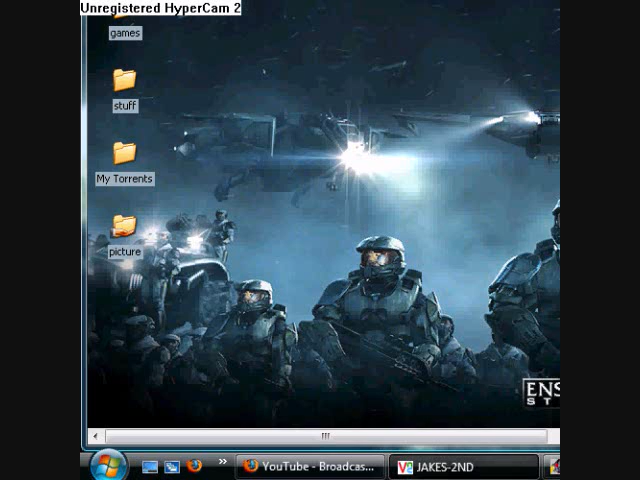 Unregistered HyperCam 2
games
stuff
My Torrents
picture
ENS
ST
YouTube - Broadcas...
JAKES-2ND